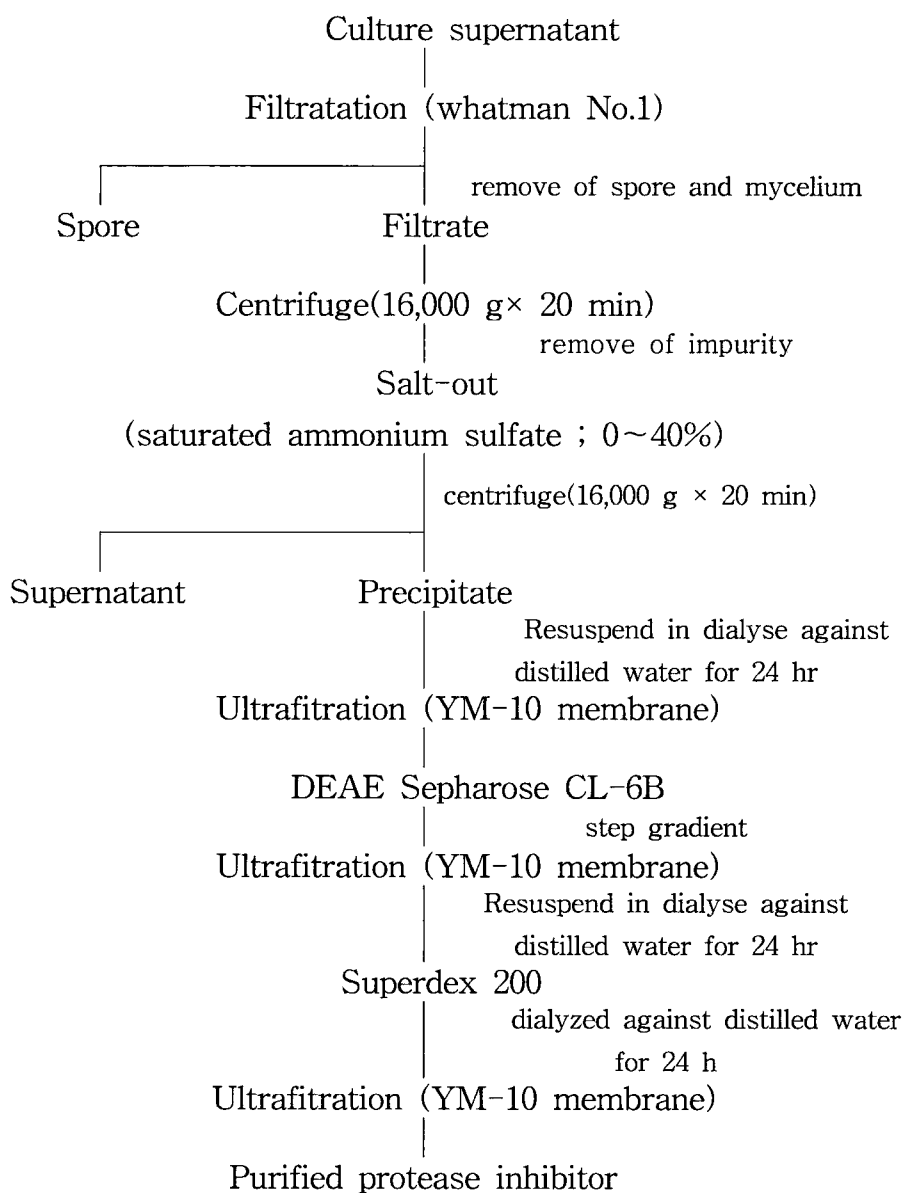 Culture supernatant
Filtratation (whatman No.1)
remove of spore and mycelium
Spore
Filtrate
Centrifuge(16,000 g× 20 min)
remove of impurity
Salt-out
(saturated ammonium sulfate ; 0~40%)
centrifuge(16,000 g × 20 min)
Supernatant
Precipitate
Resuspend in dialyse against
distilled water for 24 hr
Ultrafitration (YM-10 membrane)
DEAE Sepharose CL-6B
step gradient
Ultrafitration (YM-10 membrane)
Resuspend in dialyse against
distilled water for 24 hr
Superdex 200
dialyzed against distilled water
for 24 h
Ultrafitration (YM-10 membrane)
Purified protease inhibitor